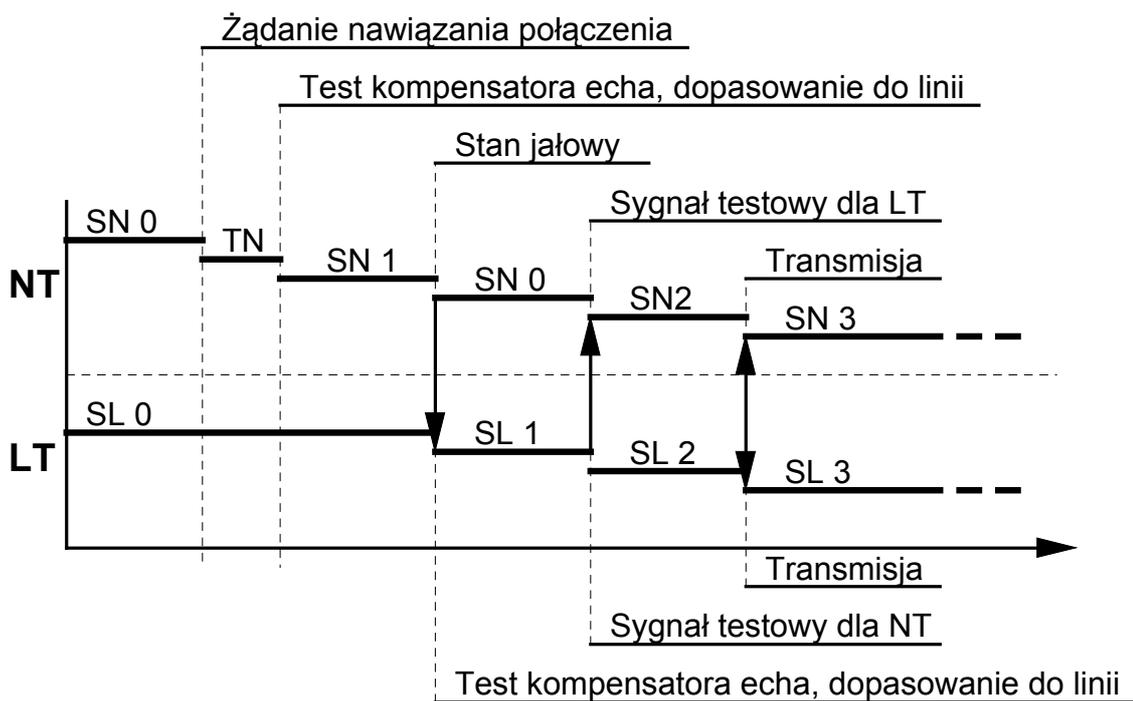 Żądanie nawiązania połączenia
Test kompensatora echa, dopasowanie do linii
Stan jałowy
Sygnał testowy dla LT
Transmisja
NT
SN 0
TN
SN 1
SN 0
SN2
SN 3
LT
SL 0
SL 1
SL 2
SL 3
Transmisja
Sygnał testowy dla NT
Test kompensatora echa, dopasowanie do linii